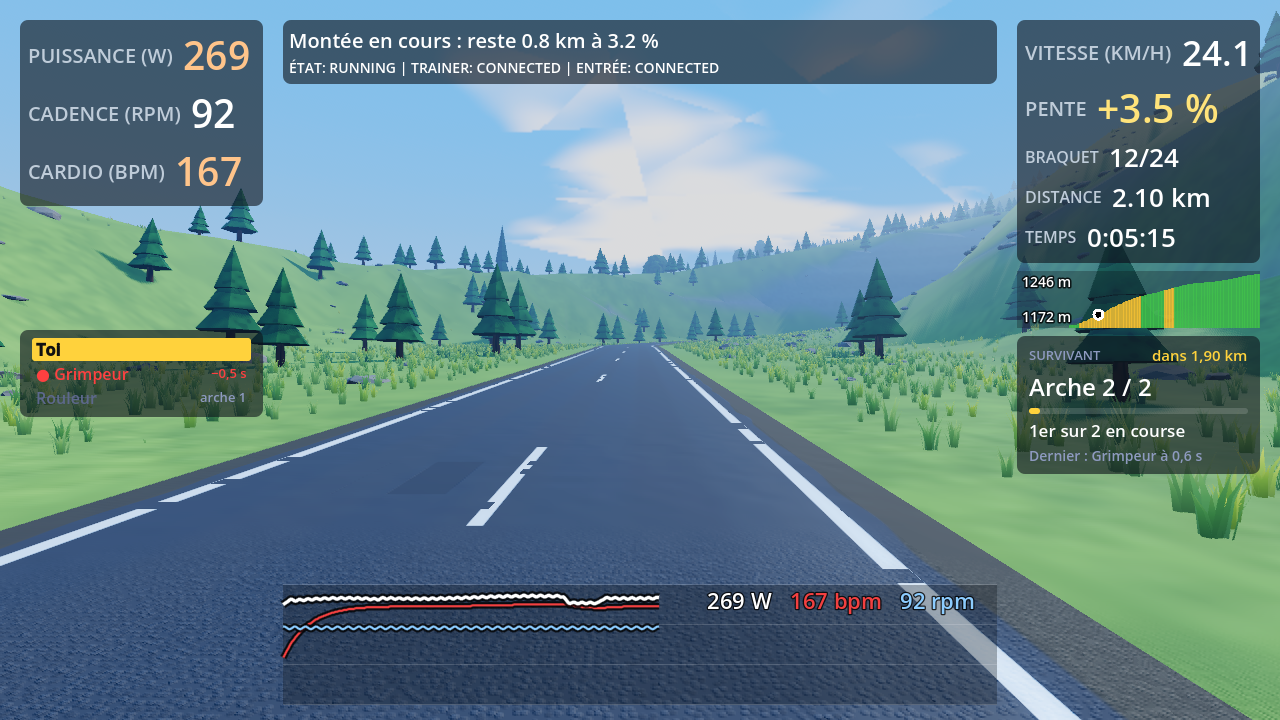 PUISSANCE (W) 269
CADENCE (RPM) 92
CARDIO (BPM) 167
Montée en cours : reste 0.8 km à 3.2 %
ÉTAT: RUNNING | TRAINER: CONNECTED | ENTRÉE: CONNECTED
VITESSE (KM/H) 24.1
PENTE +3.5 %
BRAQUET 12/24
DISTANCE 2.10 km
TEMPS 0:05:15
1246 m
1172 m
Toi
Grimpeur −0,5 s
Rouleur arche 1
SURVIVANT dans 1,90 km
Arche 2 / 2
1er sur 2 en course
Dernier : Grimpeur à 0,6 s
269 W 167 bpm 92 rpm